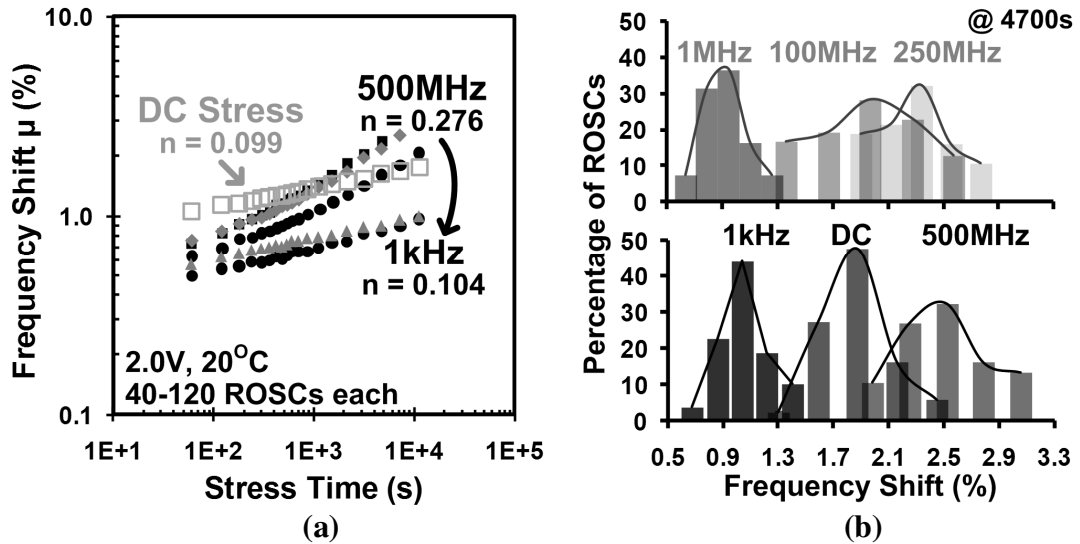 10.0
1.0
0.1
1E+1 1E+2 1E+3 1E+4 1E+5
Frequency Shift µ (%)
Stress Time (s)
DC Stress
n = 0.099
500MHz
n = 0.276
1kHz
n = 0.104
2.0V, 20°C
40-120 ROSCs each
(a)
@ 4700s
50
40
30
20
10
0
1MHz 100MHz 250MHz
Percentage of ROSCs
50
40
30
20
10
0
1kHz DC 500MHz
0.5 0.9 1.3 1.7 2.1 2.5 2.9 3.3
Frequency Shift (%)
(b)